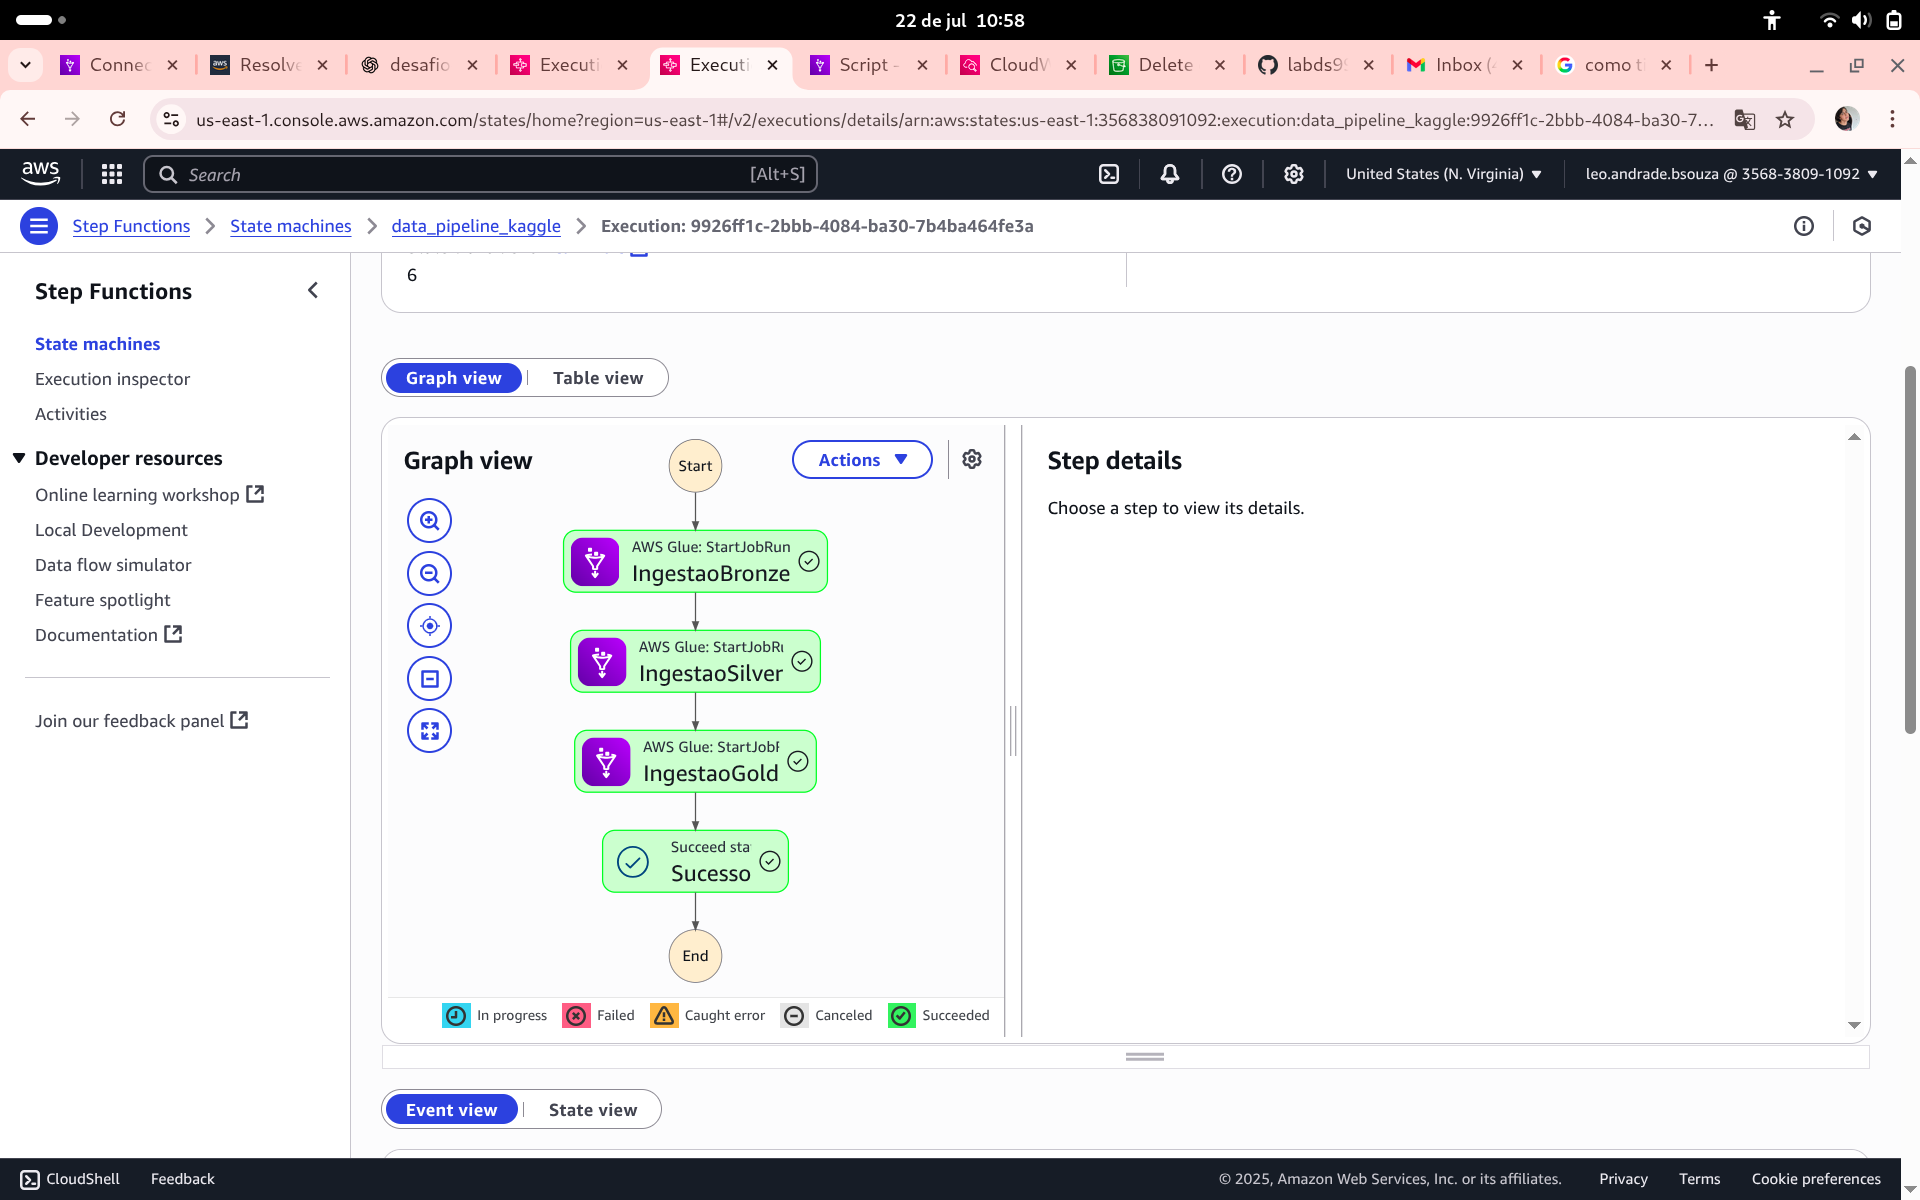 22 de jul 10:58
Connec
Resolve
desafio
Executi
Executi
Script -
CloudW
Delete
labds9
Inbox (
como t
us-east-1.console.aws.amazon.com/states/home?region=us-east-1#/v2/executions/details/arn:aws:states:us-east-1:356838091092:execution:data_pipeline_kaggle:9926ff1c-2bbb-4084-ba30-7...
aws
Search
[Alt+S]
United States (N. Virginia)
leo.andrade.bsouza @ 3568-3809-1092
Step Functions
State machines
data_pipeline_kaggle
Execution: 9926ff1c-2bbb-4084-ba30-7b4ba464fe3a
Step Functions
State machines
Execution inspector
Activities
Developer resources
Online learning workshop
Local Development
Data flow simulator
Feature spotlight
Documentation
Join our feedback panel
6
Graph view
Table view
Graph view
Actions
Start
AWS Glue: StartJobRun
IngestaoBronze
AWS Glue: StartJobRu
IngestaoSilver
AWS Glue: StartJobR
IngestaoGold
Succeed sta
Sucesso
End
In progress
Failed
Caught error
Canceled
Succeeded
Step details
Choose a step to view its details.
Event view
State view
CloudShell
Feedback
© 2025, Amazon Web Services, Inc. or its affiliates.
Privacy
Terms
Cookie preferences